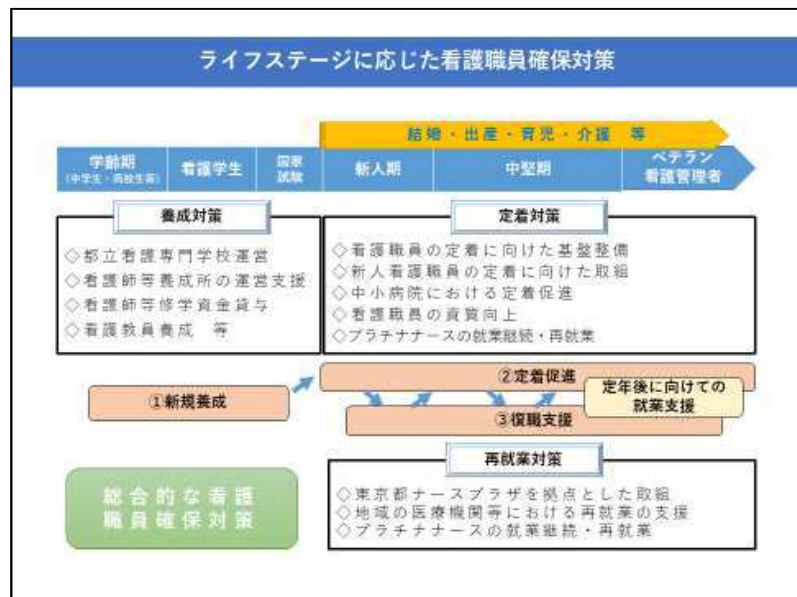 ライフステージに応じた看護職員確保対策
結婚・出産・育児・介護　等
学齢期
（中学生・高校生等）
看護学生
国家
試験
新人期
中堅期
ベテラン
看護管理者
養成対策
◇都立看護専門学校運営
◇看護師等養成所の運営支援
◇看護師等修学資金貸与
◇看護教員養成　等
定着対策
◇看護職員の定着に向けた基盤整備
◇新人看護職員の定着に向けた取組
◇中小病院における定着促進
◇看護職員の資質向上
◇プラチナナースの就業継続・再就業
①新規養成
②定着促進
定年後に向けての
就業支援
③復職支援
再就業対策
◇東京都ナースプラザを拠点とした取組
◇地域の医療機関等における再就業の支援
◇プラチナナースの就業継続・再就業
総合的な看護
職員確保対策